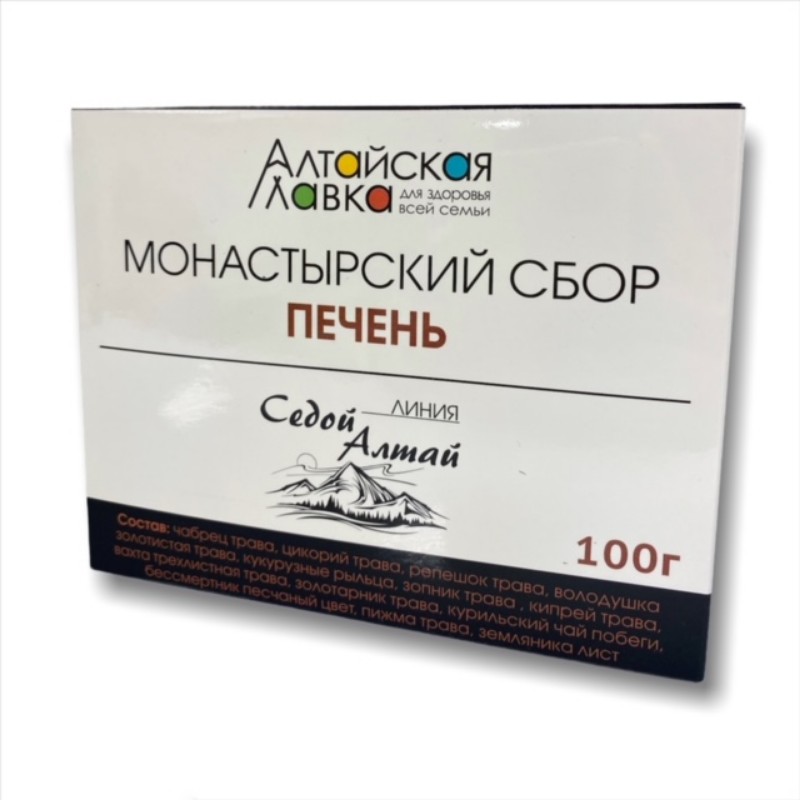 Алтайская
Лавка для здоровья
всей семьи
МОНАСТЫРСКИЙ СБОР
ПЕЧЕНЬ
Седой ЛИНИЯ
Алтай
100г
Состав: чабрец трава, цикорий трава, репешок трава, володушка
золотистая трава, кукурузные рыльца, зопник трава , кипрей трава,
вахта трехлистная трава, золотарник трава, курильский чай побеги,
бессмертник песчаный цвет, пижма трава, земляника лист